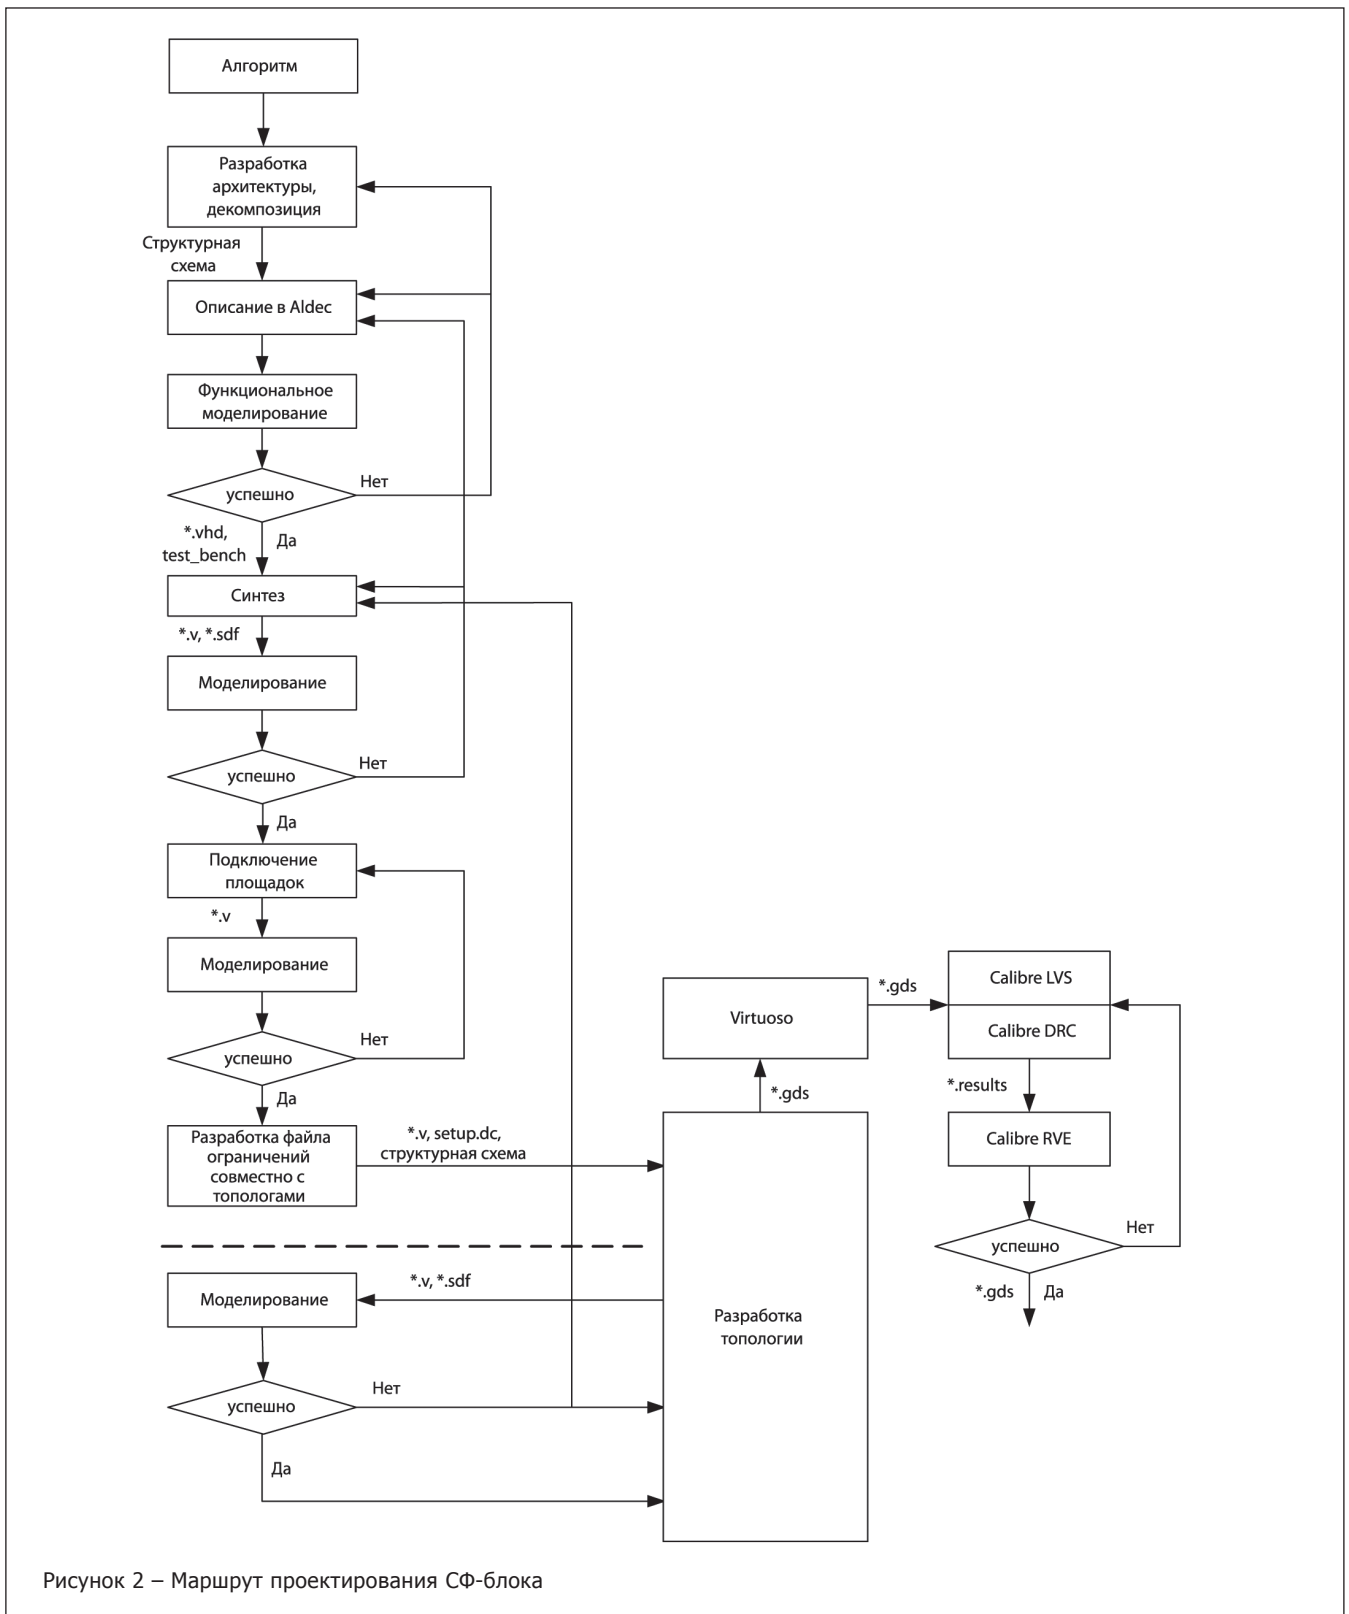 Алгоритм
Разработка
архитектуры,
декомпозиция
Структурная
схема
Описание в Aldec
Функциональное
моделирование
успешно
Нет
*.vhd,
test_bench
Да
Синтез
*.v, *.sdf
Моделирование
успешно
Нет
Да
Подключение
площадок
*.v
Моделирование
успешно
Нет
Да
Разработка файла
ограничений
совместно с
топологами
*.v, setup.dc,
структурная схема
Моделирование
*.v, *.sdf
успешно
Нет
Да
Разработка
топологии
*.gds
Virtuoso
*.gds
Calibre LVS
Calibre DRC
*.results
Calibre RVE
успешно
Нет
*.gds
Да
Рисунок 2 – Маршрут проектирования СФ-блока